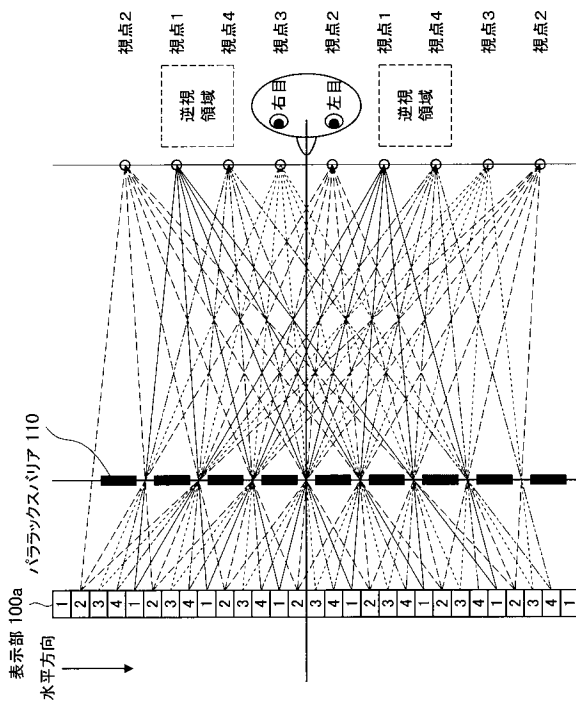 視点2
視点1
視点4
視点3
視点2
視点1
視点4
視点3
視点2
逆視
領域
右目
左目
逆視
領域
パララックスバリア 110
表示部 100a
1 2 3 4 1 2 3 4 1 2 3 4 1 2 3 4 1 2 3 4 1 2 3 4 1 2 3 4 1
水平方向